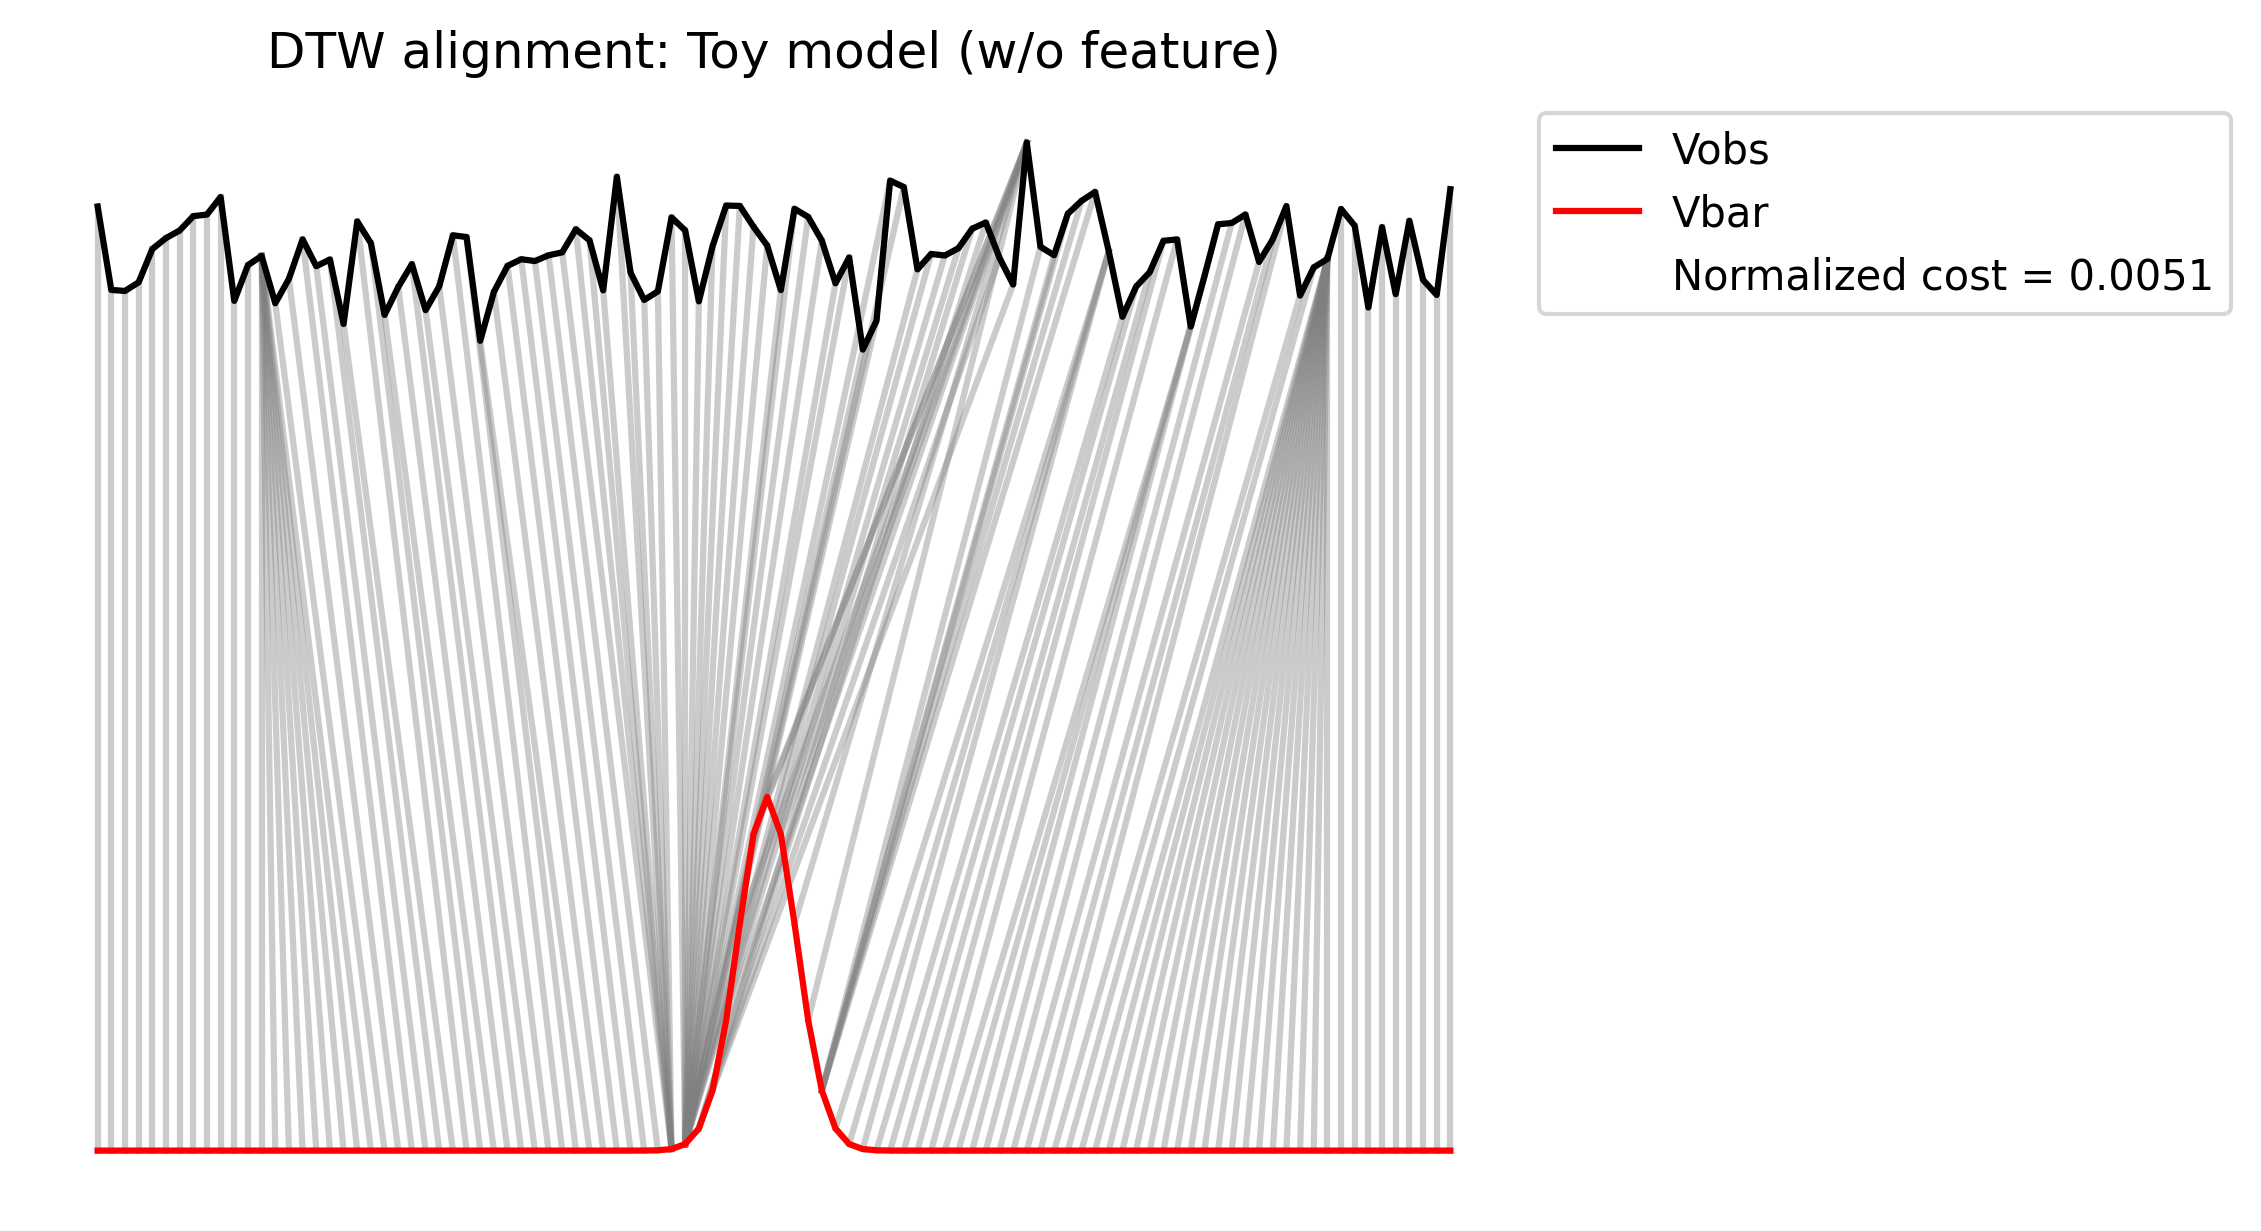 DTW alignment: Toy model (w/o feature)
Vobs
Vbar
Normalized cost = 0.0051